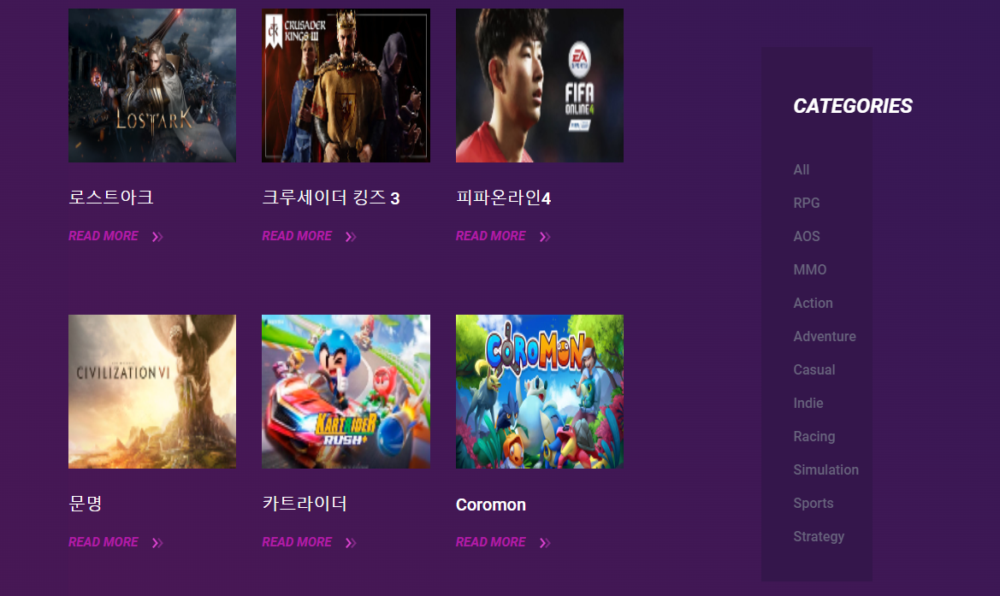 LOSTARK
CRUSADER
KINGS III
EA
SPORTS
FIFA
ONLINE 4
로스트아크
크루세이더 킹즈 3
피파온라인4
READ MORE
READ MORE
READ MORE
CIVILIZATION VI
KARTRIDER
RUSH+
COROMON
문명
카트라이더
Coromon
READ MORE
READ MORE
READ MORE
CATEGORIES
All
RPG
AOS
MMO
Action
Adventure
Casual
Indie
Racing
Simulation
Sports
Strategy